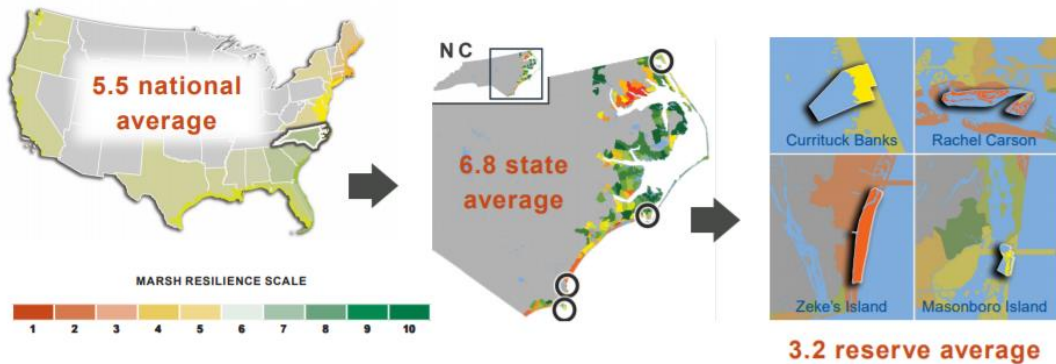 5.5 national
average
MARSH RESILIENCE SCALE
1 2 3 4 5 6 7 8 9 10
N C
6.8 state
average
Currituck Banks
Rachel Carson
Zeke's Island
Masonboro Island
3.2 reserve average